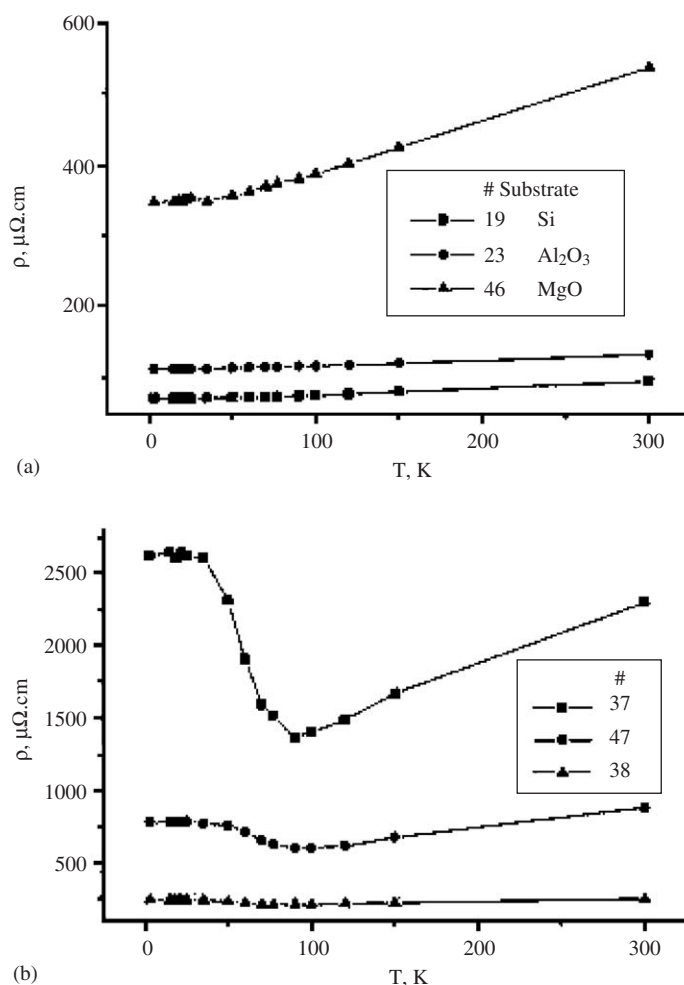 600
400
200
ρ, μΩ.cm
# Substrate
19 Si
23 Al₂O₃
46 MgO
0 100 200 300
T, K
(a)
2500
2000
1500
1000
500
ρ, μΩ.cm
#
37
47
38
0 100 200 300
T, K
(b)